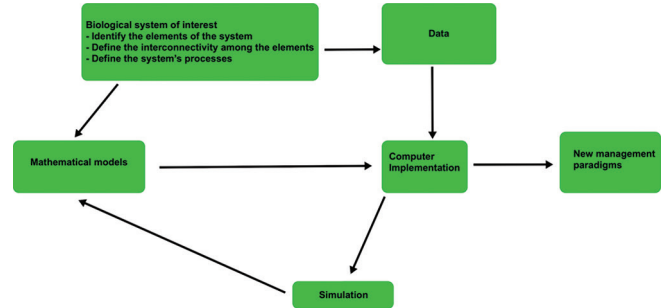 Biological system of interest
- Identify the elements of the system
- Define the interconnectivity among the elements
- Define the system's processes
Data
Mathematical models
Computer
Implementation
New management
paradigms
Simulation